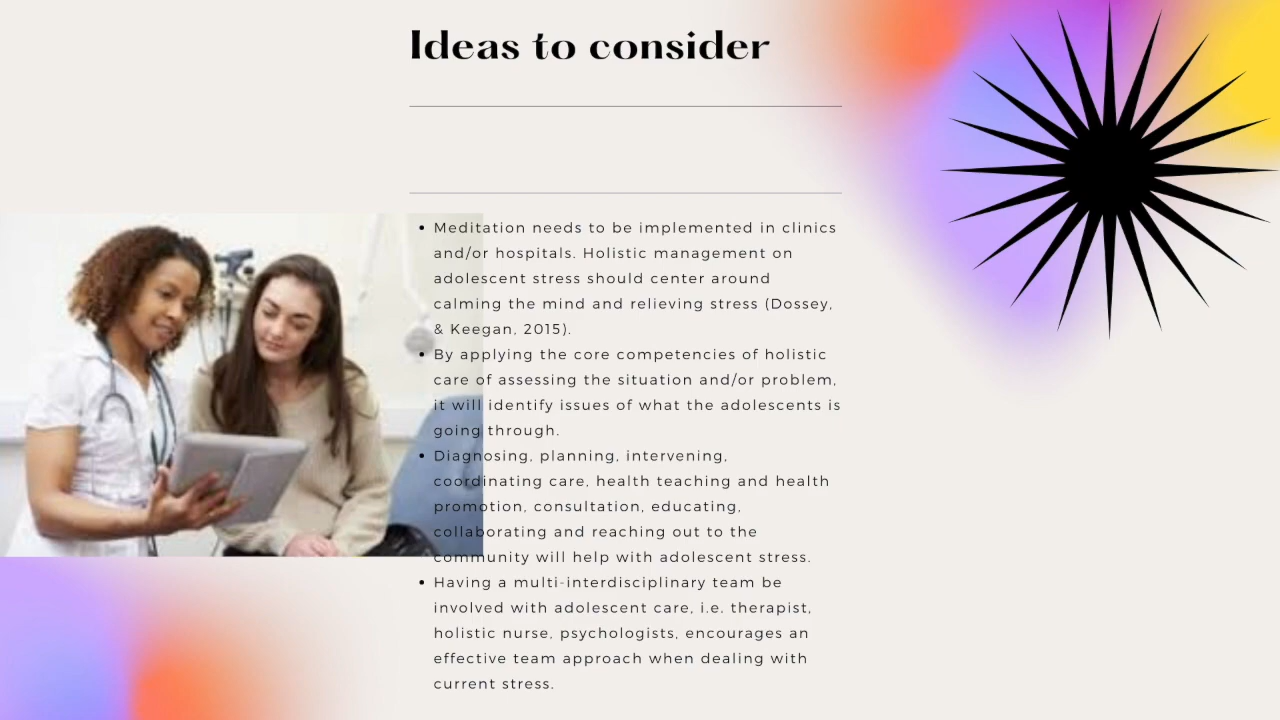 Ideas to consider
• Meditation needs to be implemented in clinics
and/or hospitals. Holistic management on
adolescent stress should center around
calming the mind and relieving stress (Dossey,
& Keegan, 2015).
• By applying the core competencies of holistic
care of assessing the situation and/or problem,
it will identify issues of what the adolescents is
going through.
• Diagnosing, planning, intervening,
coordinating care, health teaching and health
promotion, consultation, educating,
collaborating and reaching out to the
community will help with adolescent stress.
• Having a multi-interdisciplinary team be
involved with adolescent care, i.e. therapist,
holistic nurse, psychologists, encourages an
effective team approach when dealing with
current stress.